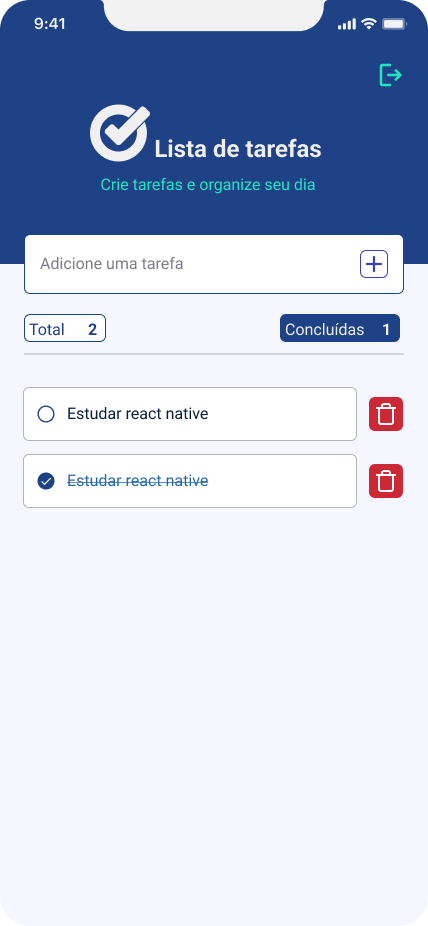 9:41
Lista de tarefas
Crie tarefas e organize seu dia
Adicione uma tarefa
Total 2 Concluídas 1
Estudar react native
Estudar react native